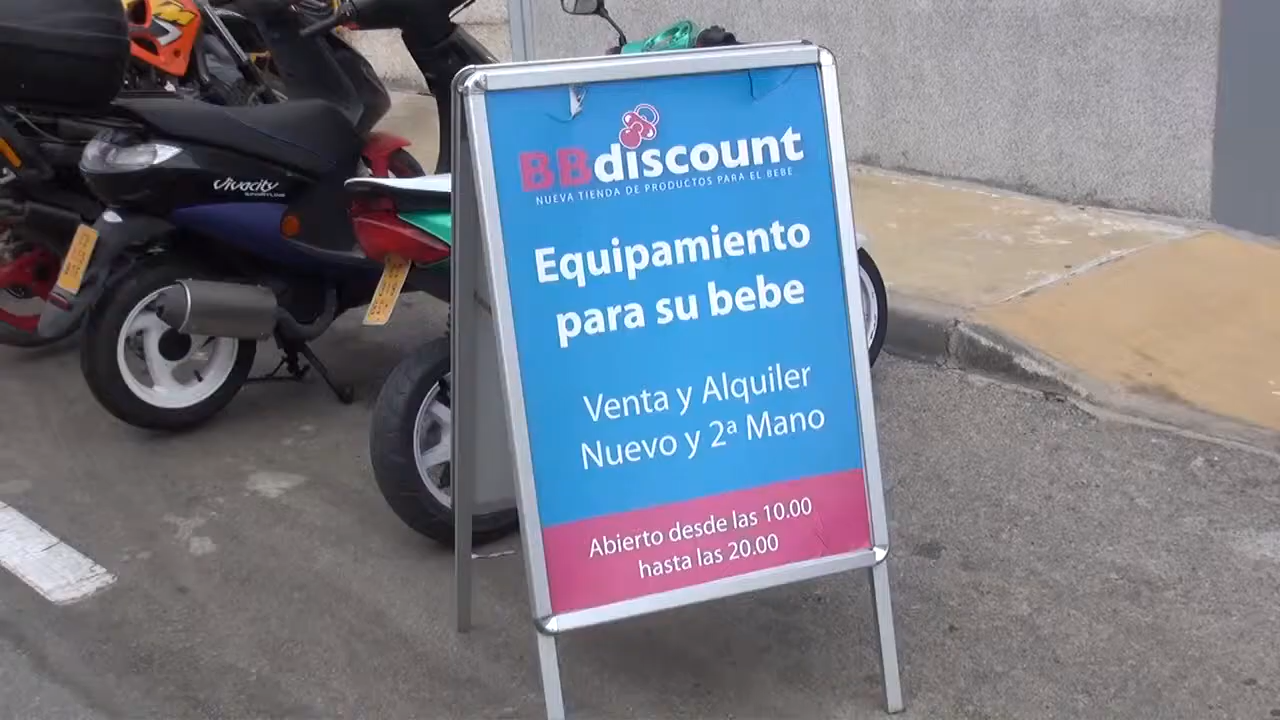 BBdiscount
NUEVA TIENDA DE PRODUCTOS PARA EL BEBE
Equipamiento
para su bebe
Venta y Alquiler
Nuevo y 2ª Mano
Abierto desde las 10.00
hasta las 20.00
Vivacity